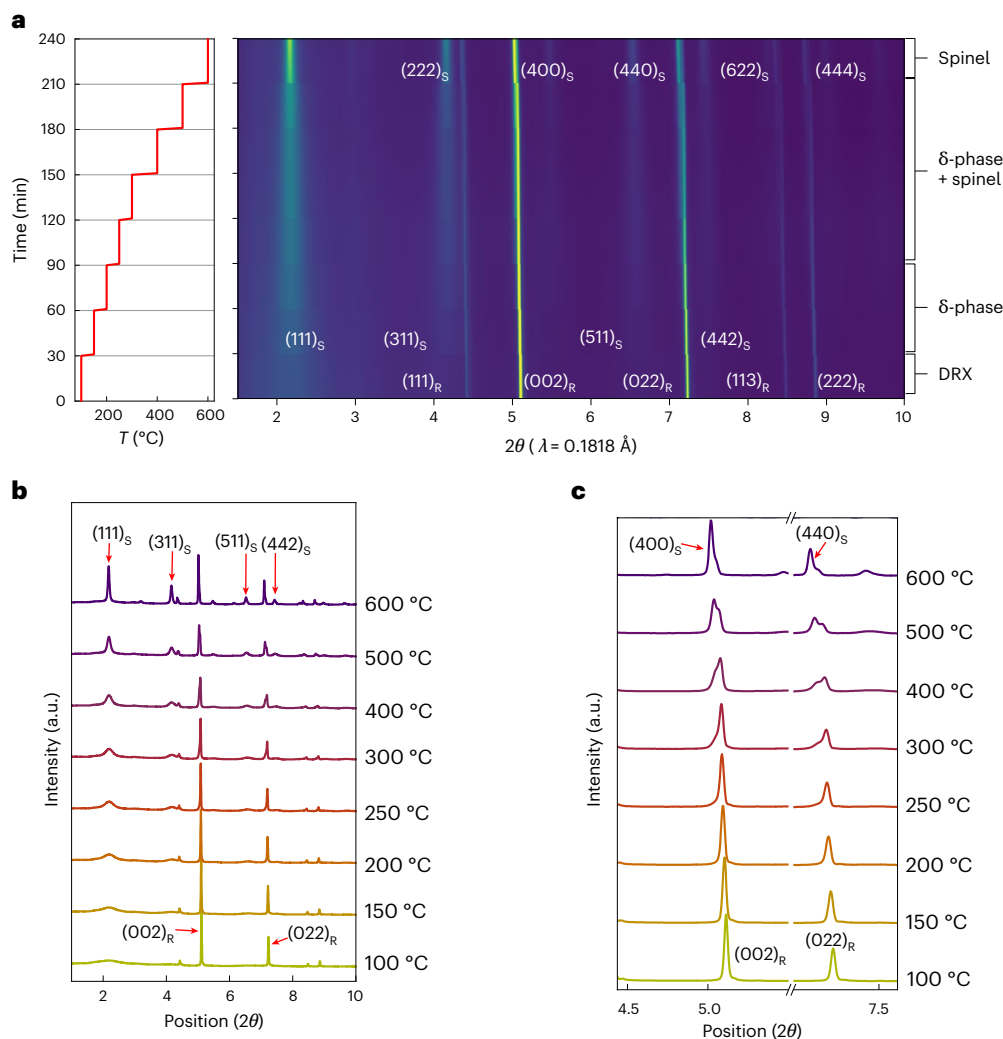 a
240
210
180
150
120
90
60
30
0
Time (min)
200 400 600
T (°C)
(222)S (400)S (440)S (622)S (444)S
(111)S (311)S (511)S (442)S
(111)R (002)R (022)R (113)R (222)R
2 3 4 5 6 7 8 9 10
2θ ( λ = 0.1818 Å)
Spinel
δ-phase
+ spinel
δ-phase
DRX
b
(111)S (311)S (511)S (442)S
600 °C
500 °C
400 °C
300 °C
250 °C
200 °C
150 °C
(002)R (022)R
100 °C
Intensity (a.u.)
2 4 6 8 10
Position (2θ)
c
(400)S (440)S
600 °C
500 °C
400 °C
300 °C
250 °C
200 °C
150 °C
(002)R (022)R
100 °C
Intensity (a.u.)
4.5 5.0 7.5
Position (2θ)